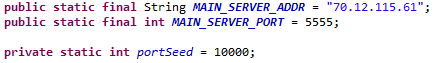 public static final String MAIN_SERVER_ADDR = "70.12.115.61";
public static final int MAIN_SERVER_PORT = 5555;
private static int portSeed = 10000;